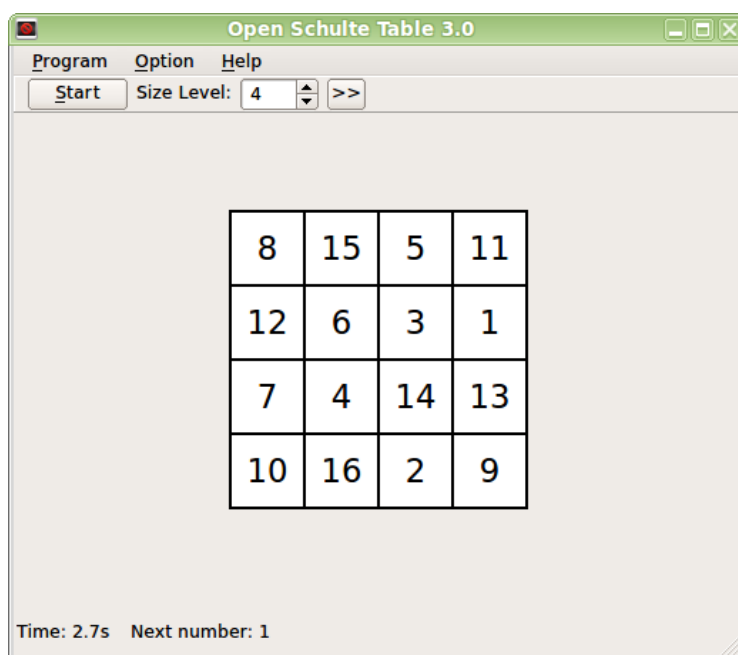 Open Schulte Table 3.0
Program Option Help
Start Size Level: 4 >>
8 15 5 11
12 6 3 1
7 4 14 13
10 16 2 9
Time: 2.7s Next number: 1